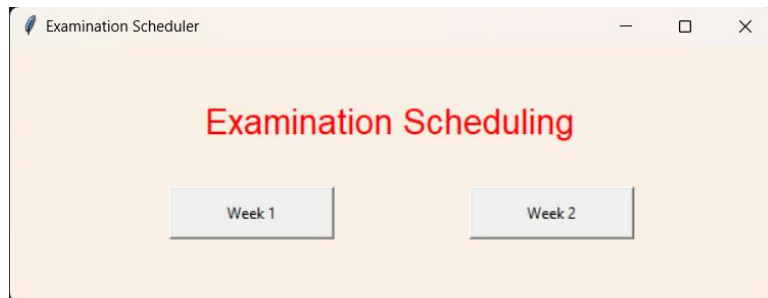 Examination Scheduler
Examination Scheduling
Week 1 Week 2